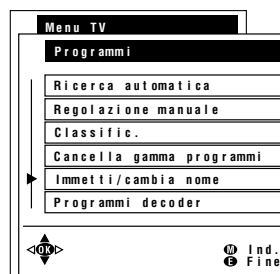 Menu TV
Programmi
Ricerca automatica
Regolazione manuale
Classific.
Cancella gamma programmi
Immetti/cambia nome
Programmi decoder
OK
M Ind.
E Fine